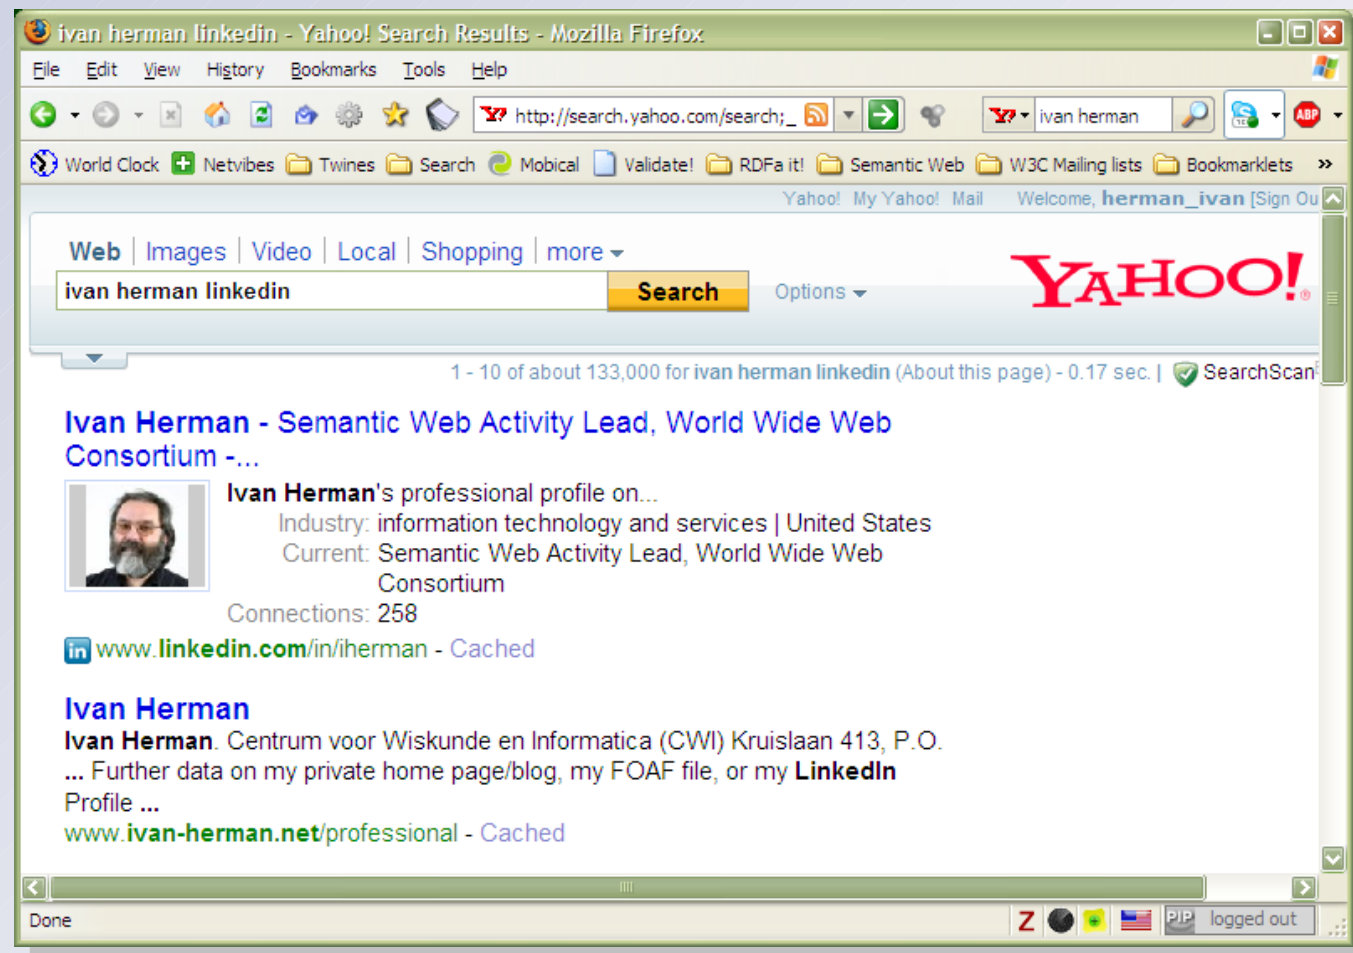 ivan herman linkedin - Yahoo! Search Results - Mozilla Firefox
File Edit View History Bookmarks Tools Help
http://search.yahoo.com/search;_ ivan herman ABP
World Clock Netvibes Twines Search Mobical Validate! RDFa it! Semantic Web W3C Mailing lists Bookmarklets »
Yahoo! My Yahoo! Mail Welcome, herman_ivan [Sign Ou
Web | Images | Video | Local | Shopping | more
YAHOO!®
ivan herman linkedin Search Options
1 - 10 of about 133,000 for ivan herman linkedin (About this page) - 0.17 sec. | SearchScan
Ivan Herman - Semantic Web Activity Lead, World Wide Web
Consortium -...
Ivan Herman's professional profile on...
Industry: information technology and services | United States
Current: Semantic Web Activity Lead, World Wide Web
Consortium
Connections: 258
in www.linkedin.com/in/iherman - Cached
Ivan Herman
Ivan Herman. Centrum voor Wiskunde en Informatica (CWI) Kruislaan 413, P.O.
... Further data on my private home page/blog, my FOAF file, or my LinkedIn
Profile ...
www.ivan-herman.net/professional - Cached
Done Z PIP logged out